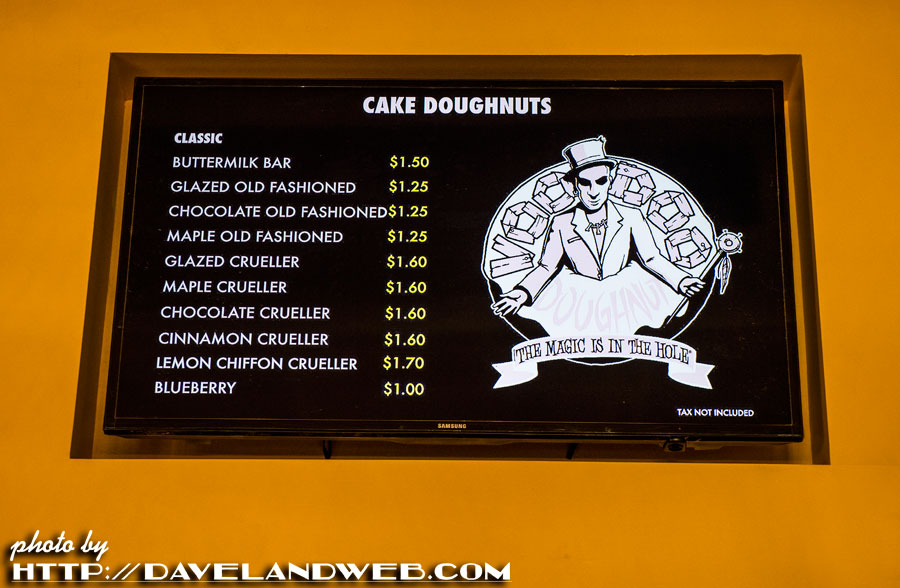 CAKE DOUGHNUTS
CLASSIC
BUTTERMILK BAR $1.50
GLAZED OLD FASHIONED $1.25
CHOCOLATE OLD FASHIONED $1.25
MAPLE OLD FASHIONED $1.25
GLAZED CRUELLER $1.60
MAPLE CRUELLER $1.60
CHOCOLATE CRUELLER $1.60
CINNAMON CRUELLER $1.60
LEMON CHIFFON CRUELLER $1.70
BLUEBERRY $1.00
VOODOO
DOUGHNUT
"THE MAGIC IS IN THE HOLE"
TAX NOT INCLUDED
SAMSUNG
photo by
HTTP://DAVELANDWEB.COM